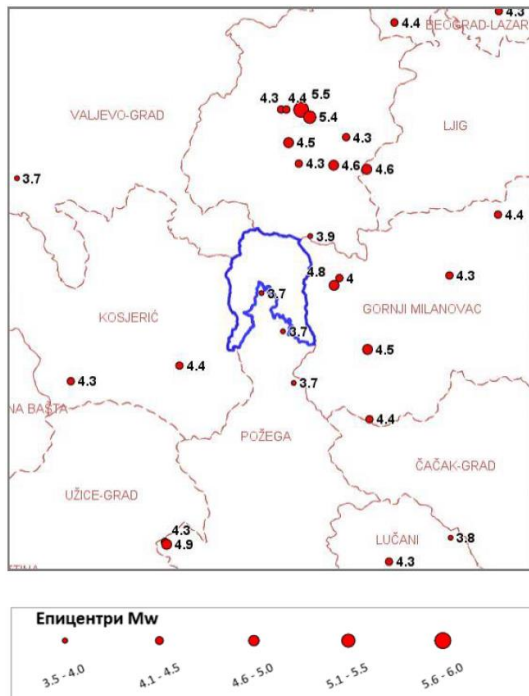 4.3
4.4
BEOGRAD-LAZAR
4.3 4.4 5.5
5.4
VALJEVO-GRAD
4.5
4.3
LJIG
4.3
4.6
4.6
3.7
4.4
3.9
4.8
4
4.3
3.7
GORNJI MILANOVAC
KOSJERIĆ
3.7
4.5
4.4
4.3
3.7
NA BAŠTA
4.4
POŽEGA
ČAČAK-GRAD
UŽICE-GRAD
4.3
4.9
3.8
LUČANI
4.3
ŠTINA
Епицентри Mw
3.5 - 4.0
4.1 - 4.5
4.6 - 5.0
5.1 - 5.5
5.6 - 6.0